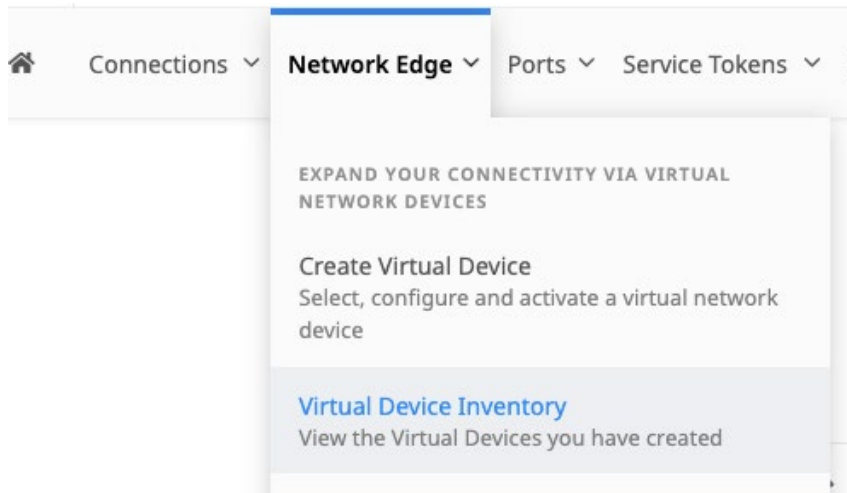 Connections Network Edge Ports Service Tokens
EXPAND YOUR CONNECTIVITY VIA VIRTUAL
NETWORK DEVICES
Create Virtual Device
Select, configure and activate a virtual network
device
Virtual Device Inventory
View the Virtual Devices you have created